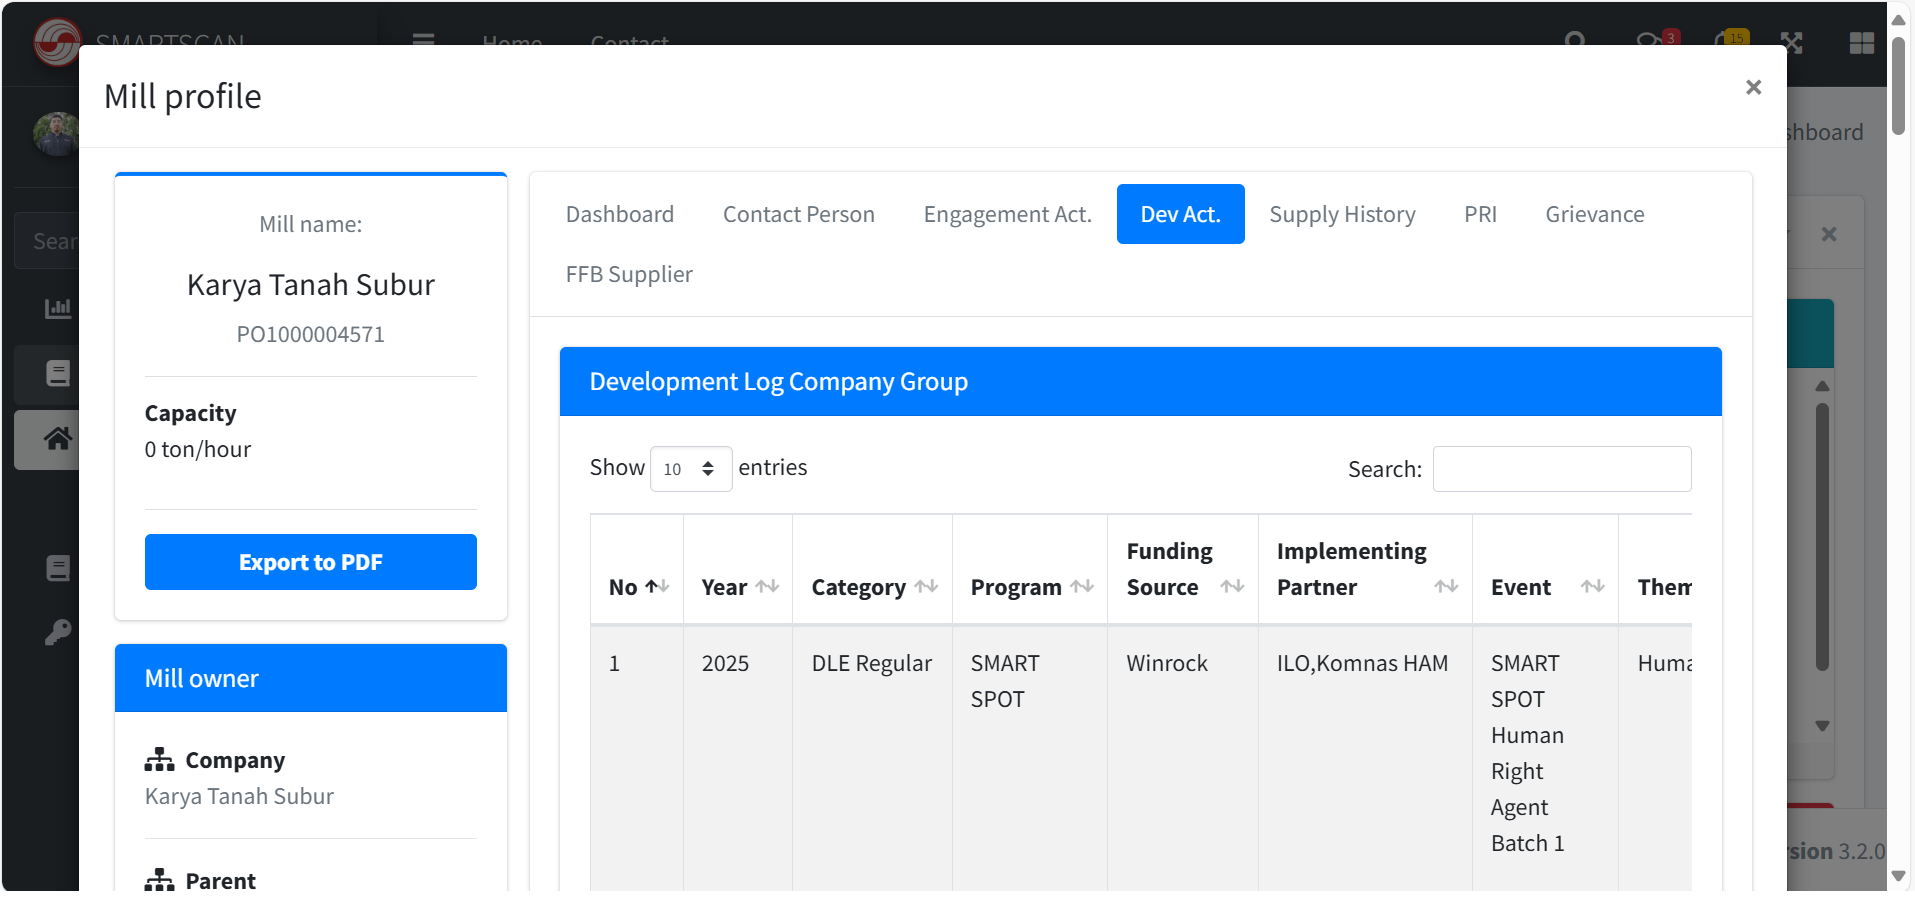 SMARTSCAN
Home
Contact
3
15
shboard
Sear
Mill profile
×
Mill name:
Karya Tanah Subur
PO1000004571
Capacity
0 ton/hour
Export to PDF
Mill owner
Company
Karya Tanah Subur
Parent
Dashboard
Contact Person
Engagement Act.
Dev Act.
Supply History
PRI
Grievance
FFB Supplier
Development Log Company Group
Show 10 entries
Search:
No
Year
Category
Program
Funding
Source
Implementing
Partner
Event
Them
1
2025
DLE Regular
SMART
SPOT
Winrock
ILO,Komnas HAM
SMART
SPOT
Human
Right
Agent
Batch 1
Huma
rsion 3.2.0